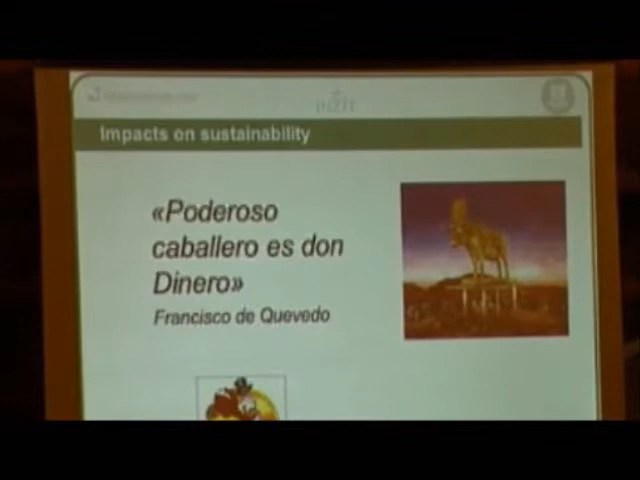 Impacts on sustainability
«Poderoso
caballero es don
Dinero»
Francisco de Quevedo